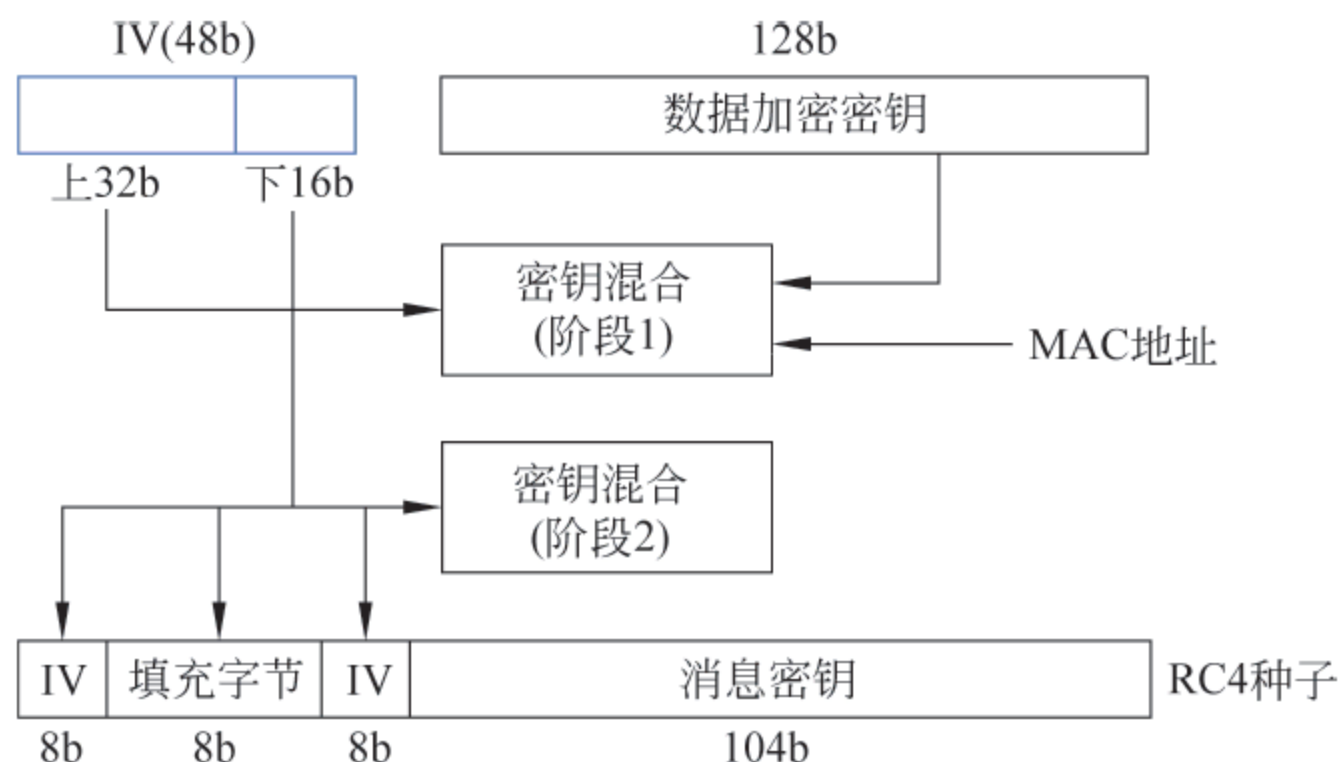 IV(48b)
128b
数据加密密钥
上32b
下16b
密钥混合
(阶段1)
MAC地址
密钥混合
(阶段2)
IV
填充字节
IV
消息密钥
RC4种子
8b
8b
8b
104b